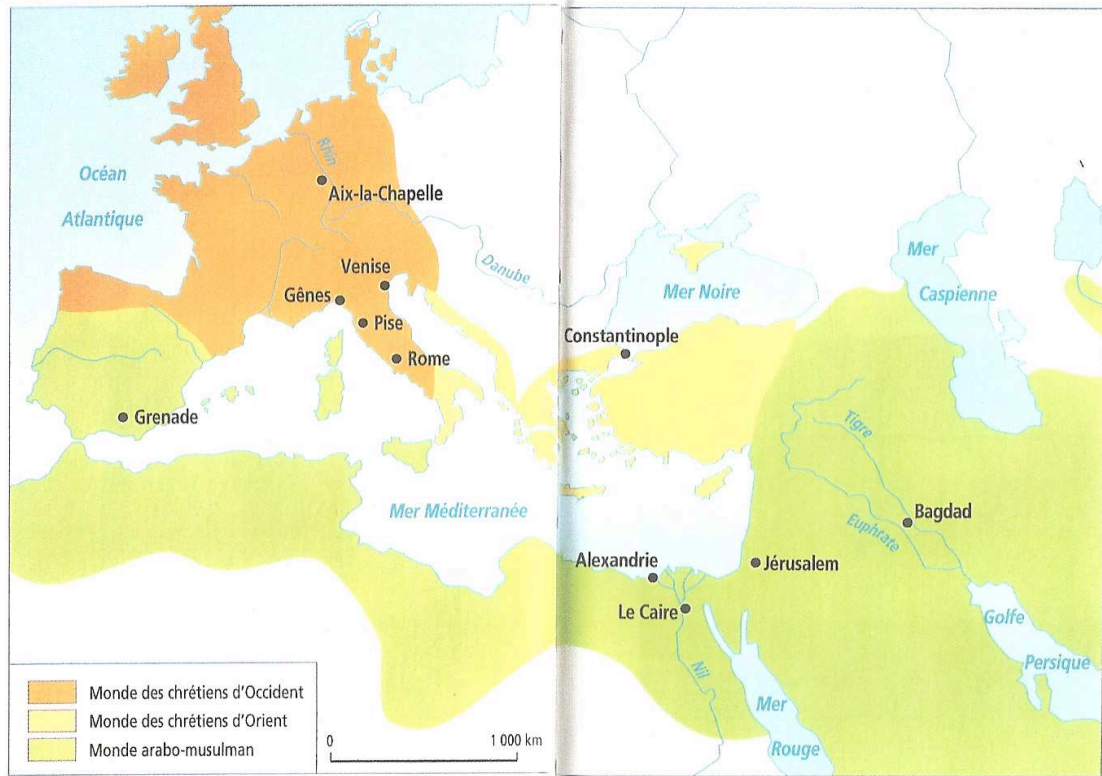 Océan
Atlantique
Rhin
Aix-la-Chapelle
Venise
Gênes
Pise
Rome
Danube
Grenade
Mer Méditerranée
Mer Noire
Mer
Caspienne
Constantinople
Tigre
Euphrate
Bagdad
Alexandrie
Jérusalem
Le Caire
Nil
Golfe
Persique
Mer
Rouge
Monde des chrétiens d'Occident
Monde des chrétiens d'Orient
Monde arabo-musulman
0 1 000 km